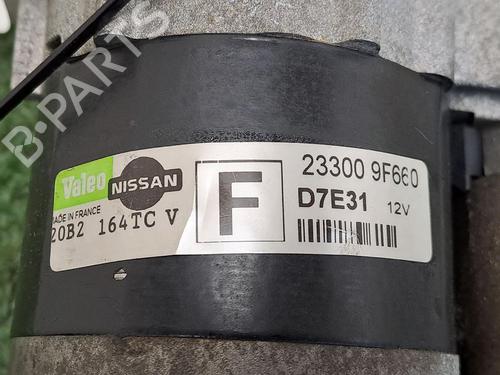 Valeo NISSAN
MADE IN FRANCE
20B2 164TC V
F
23300 9F660
D7E31 12V
B-PARTS